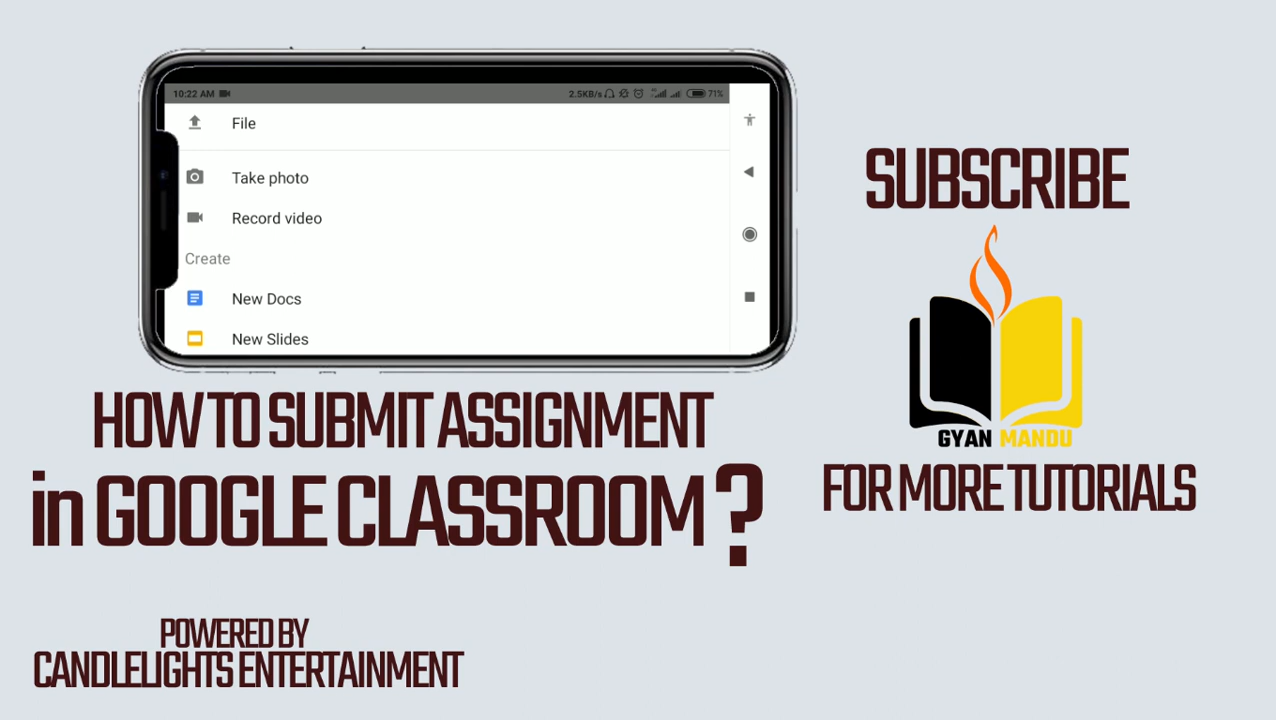 10:22 AM
2.5KB/s 71%
File
Take photo
Record video
Create
New Docs
New Slides
HOW TO SUBMIT ASSIGNMENT
in GOOGLE CLASSROOM ?
POWERED BY
CANDLELIGHTS ENTERTAINMENT
SUBSCRIBE
GYAN MANDU
FOR MORE TUTORIALS